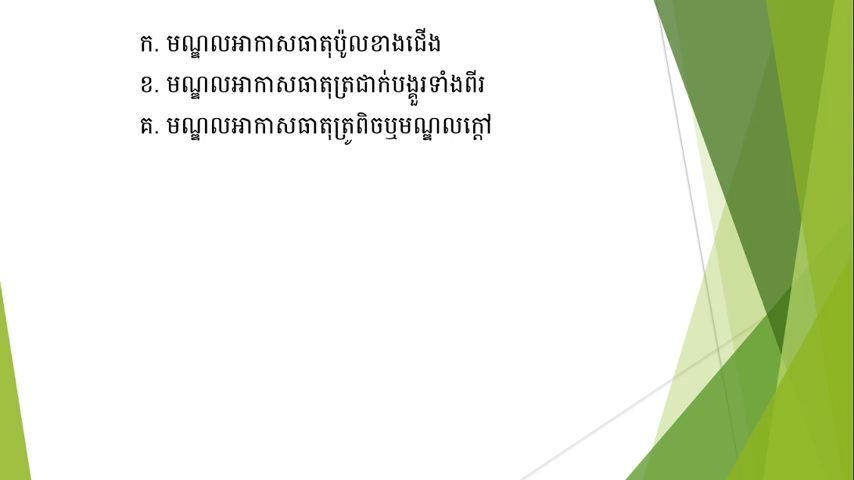 ក. មណ្ឌលអាកាសធាតុប៉ូលខាងជើង
ខ. មណ្ឌលអាកាសធាតុត្រជាក់បង្គួរទាំងពីរ
គ. មណ្ឌលអាកាសធាតុត្រូពិចឬមណ្ឌលក្តៅ